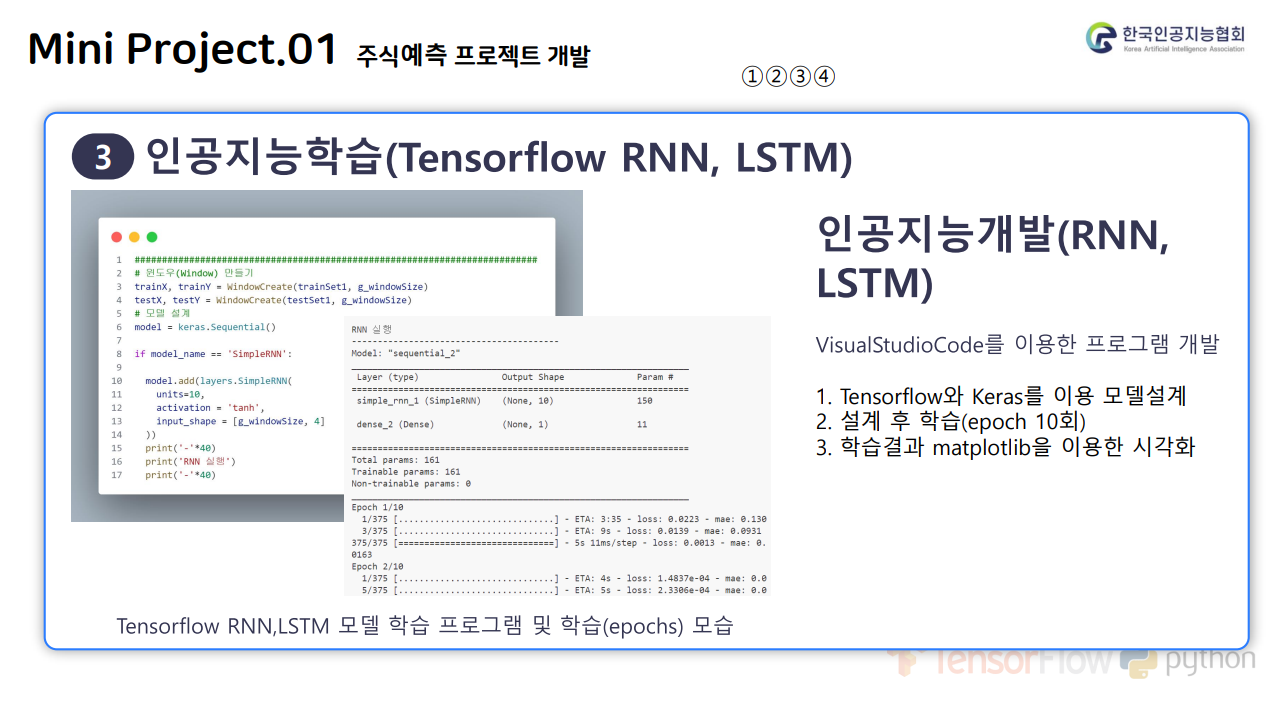 Mini Project.01 주식예측 프로젝트 개발
한국인공지능협회
Korea Artificial Intelligence Association
①②③④
3 인공지능학습(Tensorflow RNN, LSTM)
1 ##########################################################################
2 # 윈도우(Window) 만들기
3 trainX, trainY = WindowCreate(trainSet1, g_windowSize)
4 testX, testY = WindowCreate(testSet1, g_windowSize)
5 # 모델 설계
6 model = keras.Sequential()
7
8 if model_name == 'SimpleRNN':
9
10 model.add(layers.SimpleRNN(
11 units=10,
12 activation = 'tanh',
13 input_shape = [g_windowSize, 4]
14 ))
15 print('-'*40)
16 print('RNN 실행')
17 print('-'*40)
RNN 실행
----------------------------------------
Model: "sequential_2"
_________________________________________________________________
Layer (type) Output Shape Param #
=================================================================
simple_rnn_1 (SimpleRNN) (None, 10) 150
dense_2 (Dense) (None, 1) 11
=================================================================
Total params: 161
Trainable params: 161
Non-trainable params: 0
_________________________________________________________________
Epoch 1/10
1/375 [..............................] - ETA: 3:35 - loss: 0.0223 - mae: 0.130
3/375 [..............................] - ETA: 9s - loss: 0.0139 - mae: 0.0931
375/375 [==============================] - 5s 11ms/step - loss: 0.0013 - mae: 0.
0163
Epoch 2/10
1/375 [..............................] - ETA: 4s - loss: 1.4837e-04 - mae: 0.0
5/375 [..............................] - ETA: 5s - loss: 2.3306e-04 - mae: 0.0
Tensorflow RNN,LSTM 모델 학습 프로그램 및 학습(epochs) 모습
인공지능개발(RNN,
LSTM)
VisualStudioCode를 이용한 프로그램 개발
1. Tensorflow와 Keras를 이용 모델설계
2. 설계 후 학습(epoch 10회)
3. 학습결과 matplotlib을 이용한 시각화
TensorFlow python